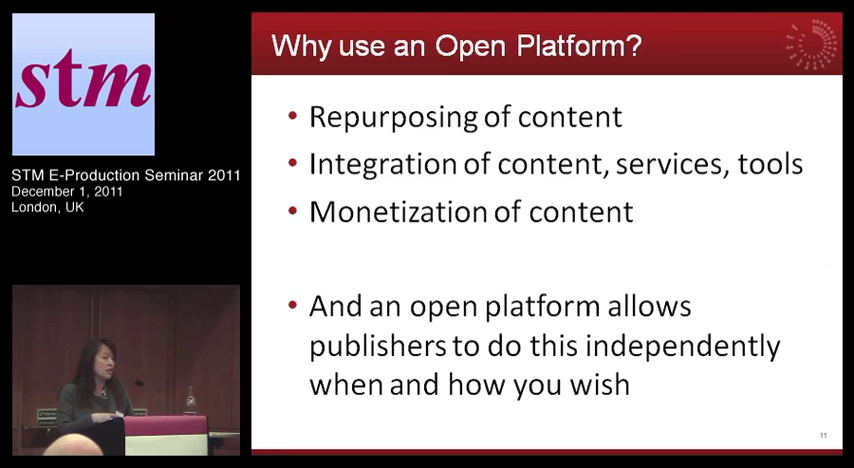 stm
STM E-Production Seminar 2011
December 1, 2011
London, UK
Why use an Open Platform?
• Repurposing of content
• Integration of content, services, tools
• Monetization of content
• And an open platform allows
publishers to do this independently
when and how you wish
11